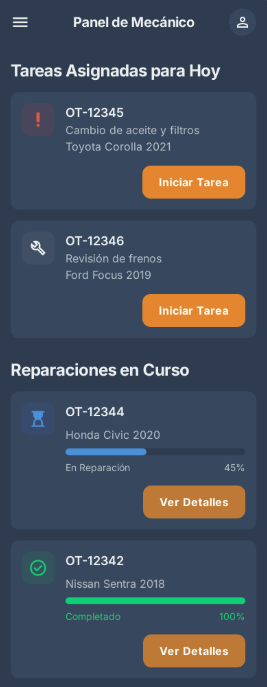 Panel de Mecánico
Tareas Asignadas para Hoy
OT-12345
Cambio de aceite y filtros
Toyota Corolla 2021
Iniciar Tarea
OT-12346
Revisión de frenos
Ford Focus 2019
Iniciar Tarea
Reparaciones en Curso
OT-12344
Honda Civic 2020
En Reparación 45%
Ver Detalles
OT-12342
Nissan Sentra 2018
Completado 100%
Ver Detalles